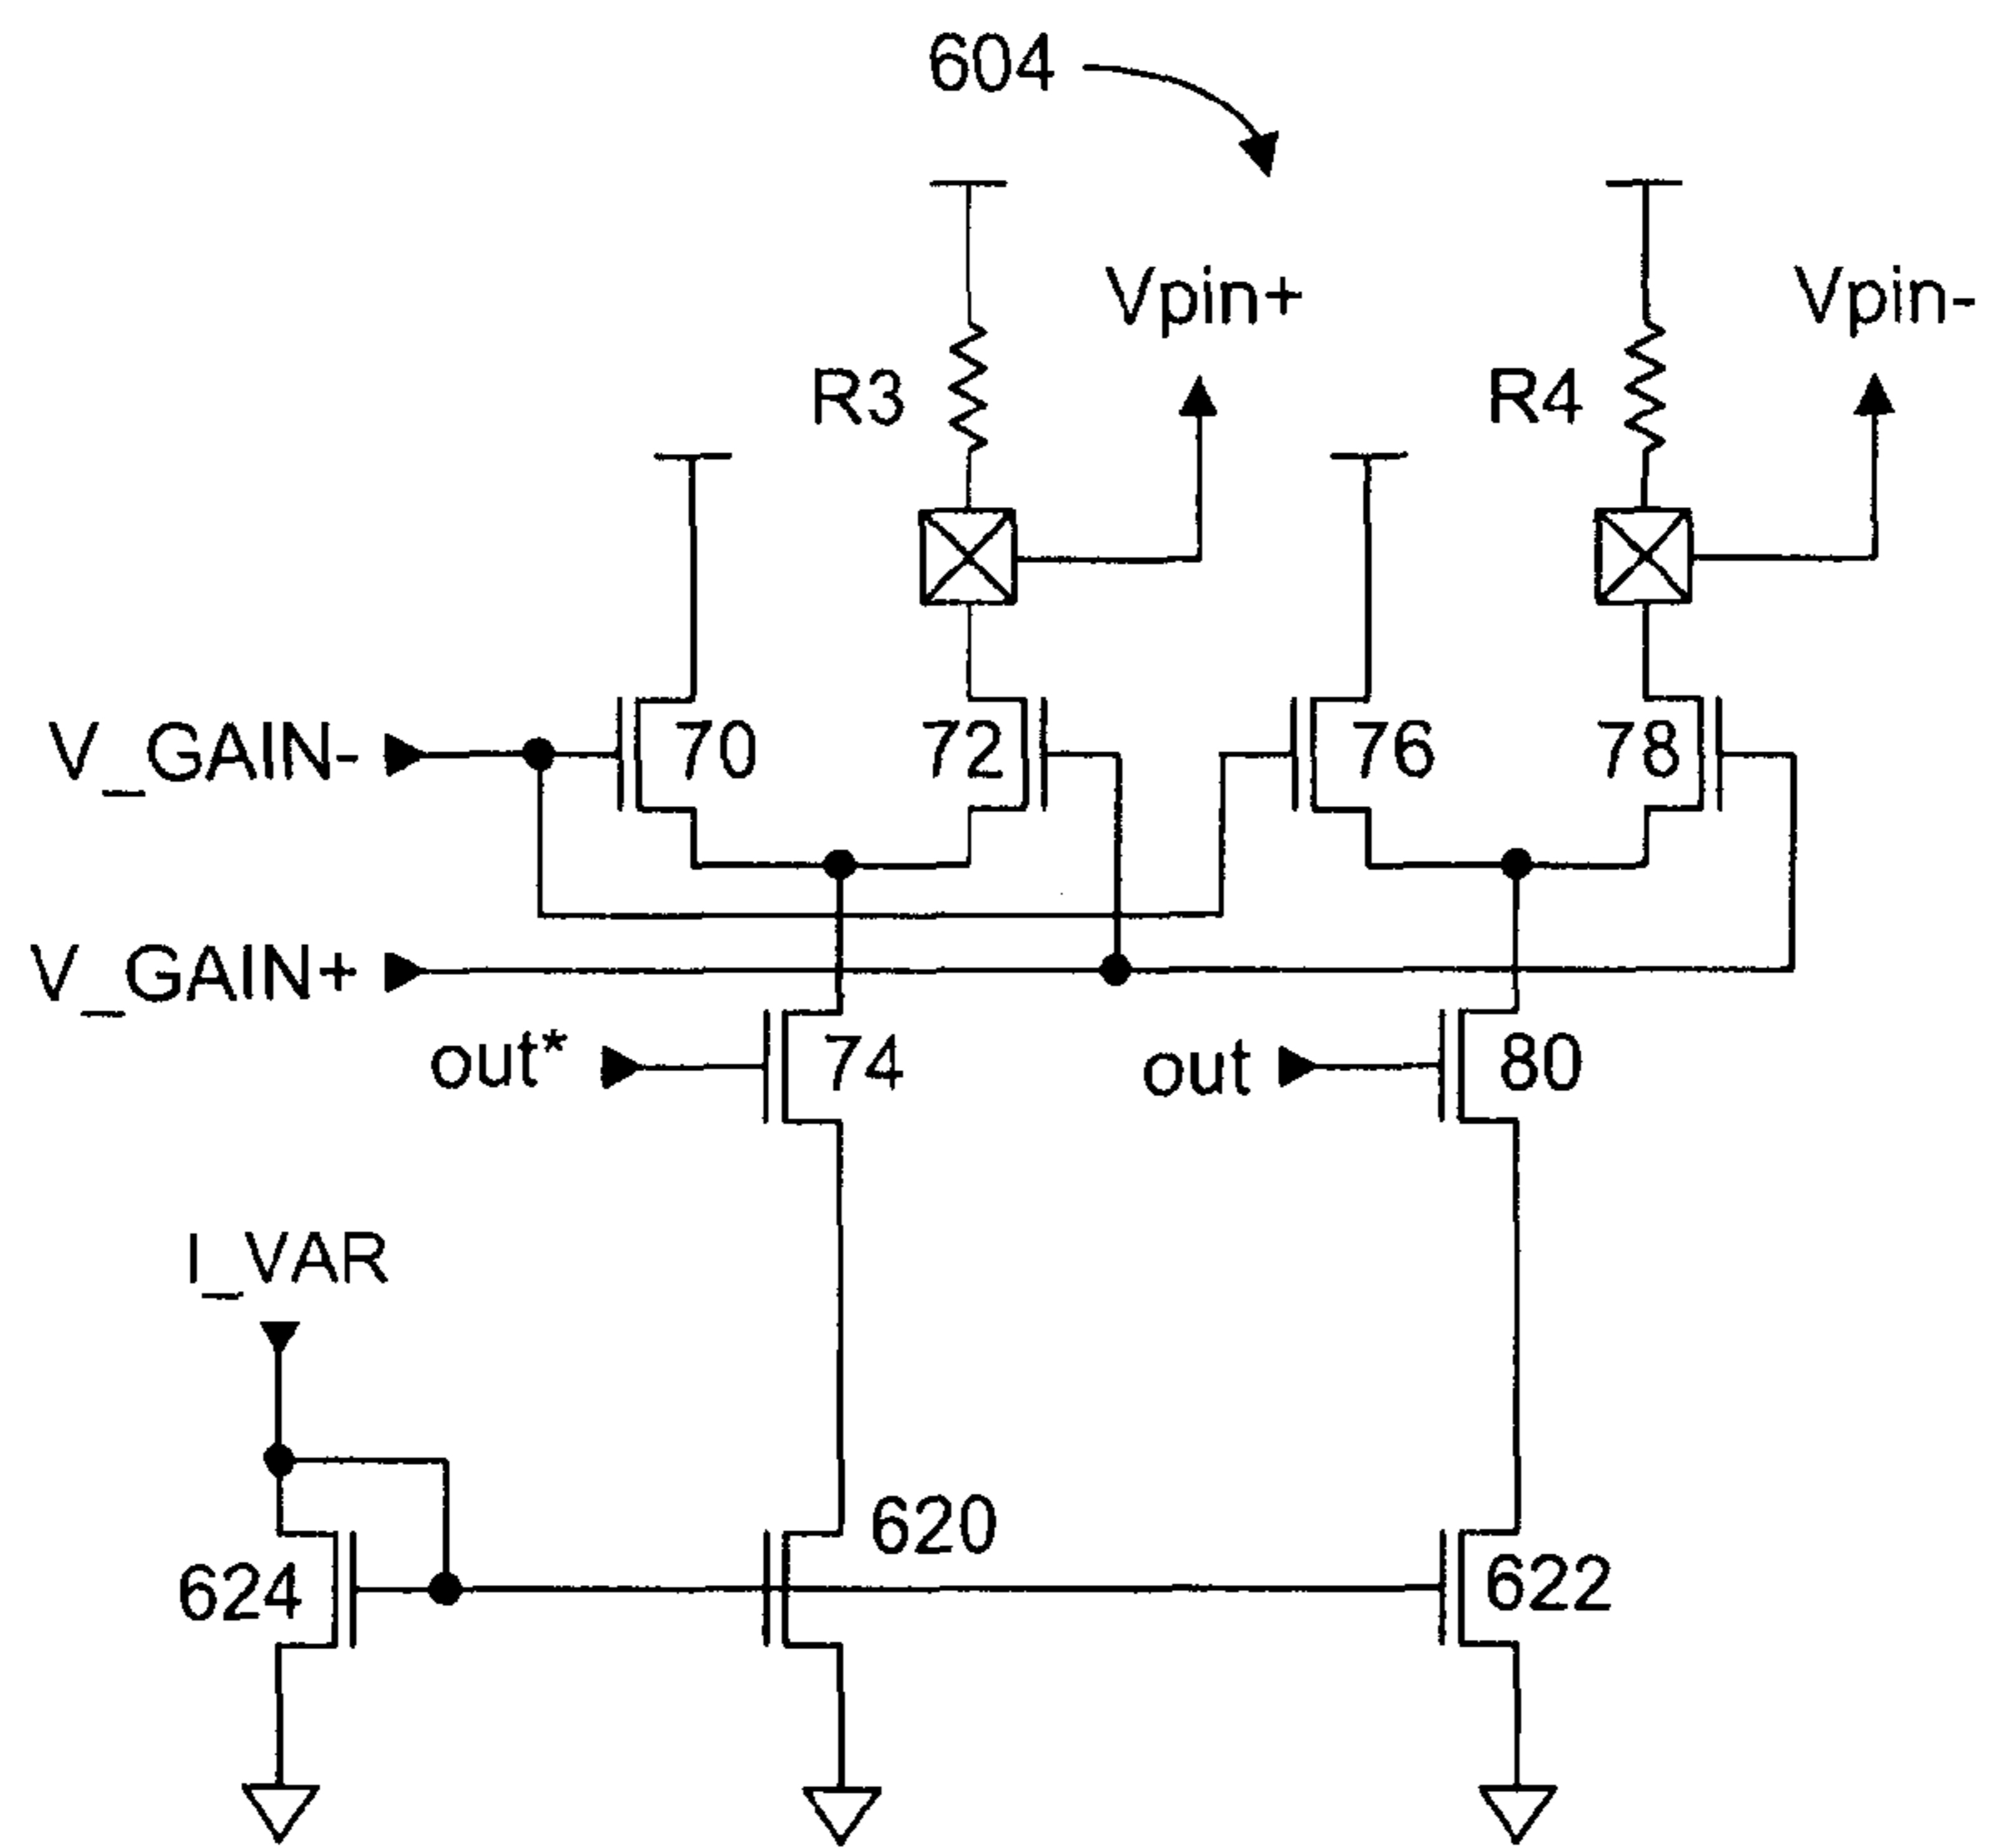 604
Vpin+
Vpin-
R3
R4
V_GAIN-
70
72
76
78
V_GAIN+
out*
74
out
80
I_VAR
620
624
622